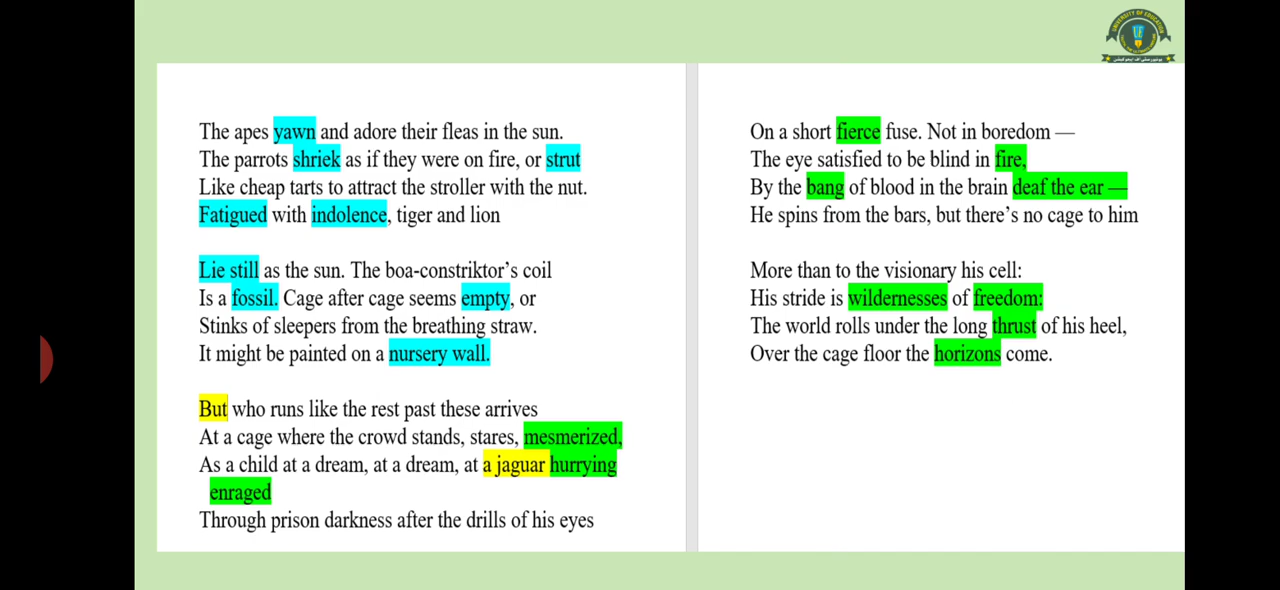 UNIVERSITY OF EDUCATION
UE
The apes yawn and adore their fleas in the sun.
The parrots shriek as if they were on fire, or strut
Like cheap tarts to attract the stroller with the nut.
Fatigued with indolence, tiger and lion
Lie still as the sun. The boa-constriktor’s coil
Is a fossil. Cage after cage seems empty, or
Stinks of sleepers from the breathing straw.
It might be painted on a nursery wall.
But who runs like the rest past these arrives
At a cage where the crowd stands, stares, mesmerized,
As a child at a dream, at a dream, at a jaguar hurrying
enraged
Through prison darkness after the drills of his eyes
On a short fierce fuse. Not in boredom —
The eye satisfied to be blind in fire,
By the bang of blood in the brain deaf the ear —
He spins from the bars, but there’s no cage to him
More than to the visionary his cell:
His stride is wildernesses of freedom:
The world rolls under the long thrust of his heel,
Over the cage floor the horizons come.